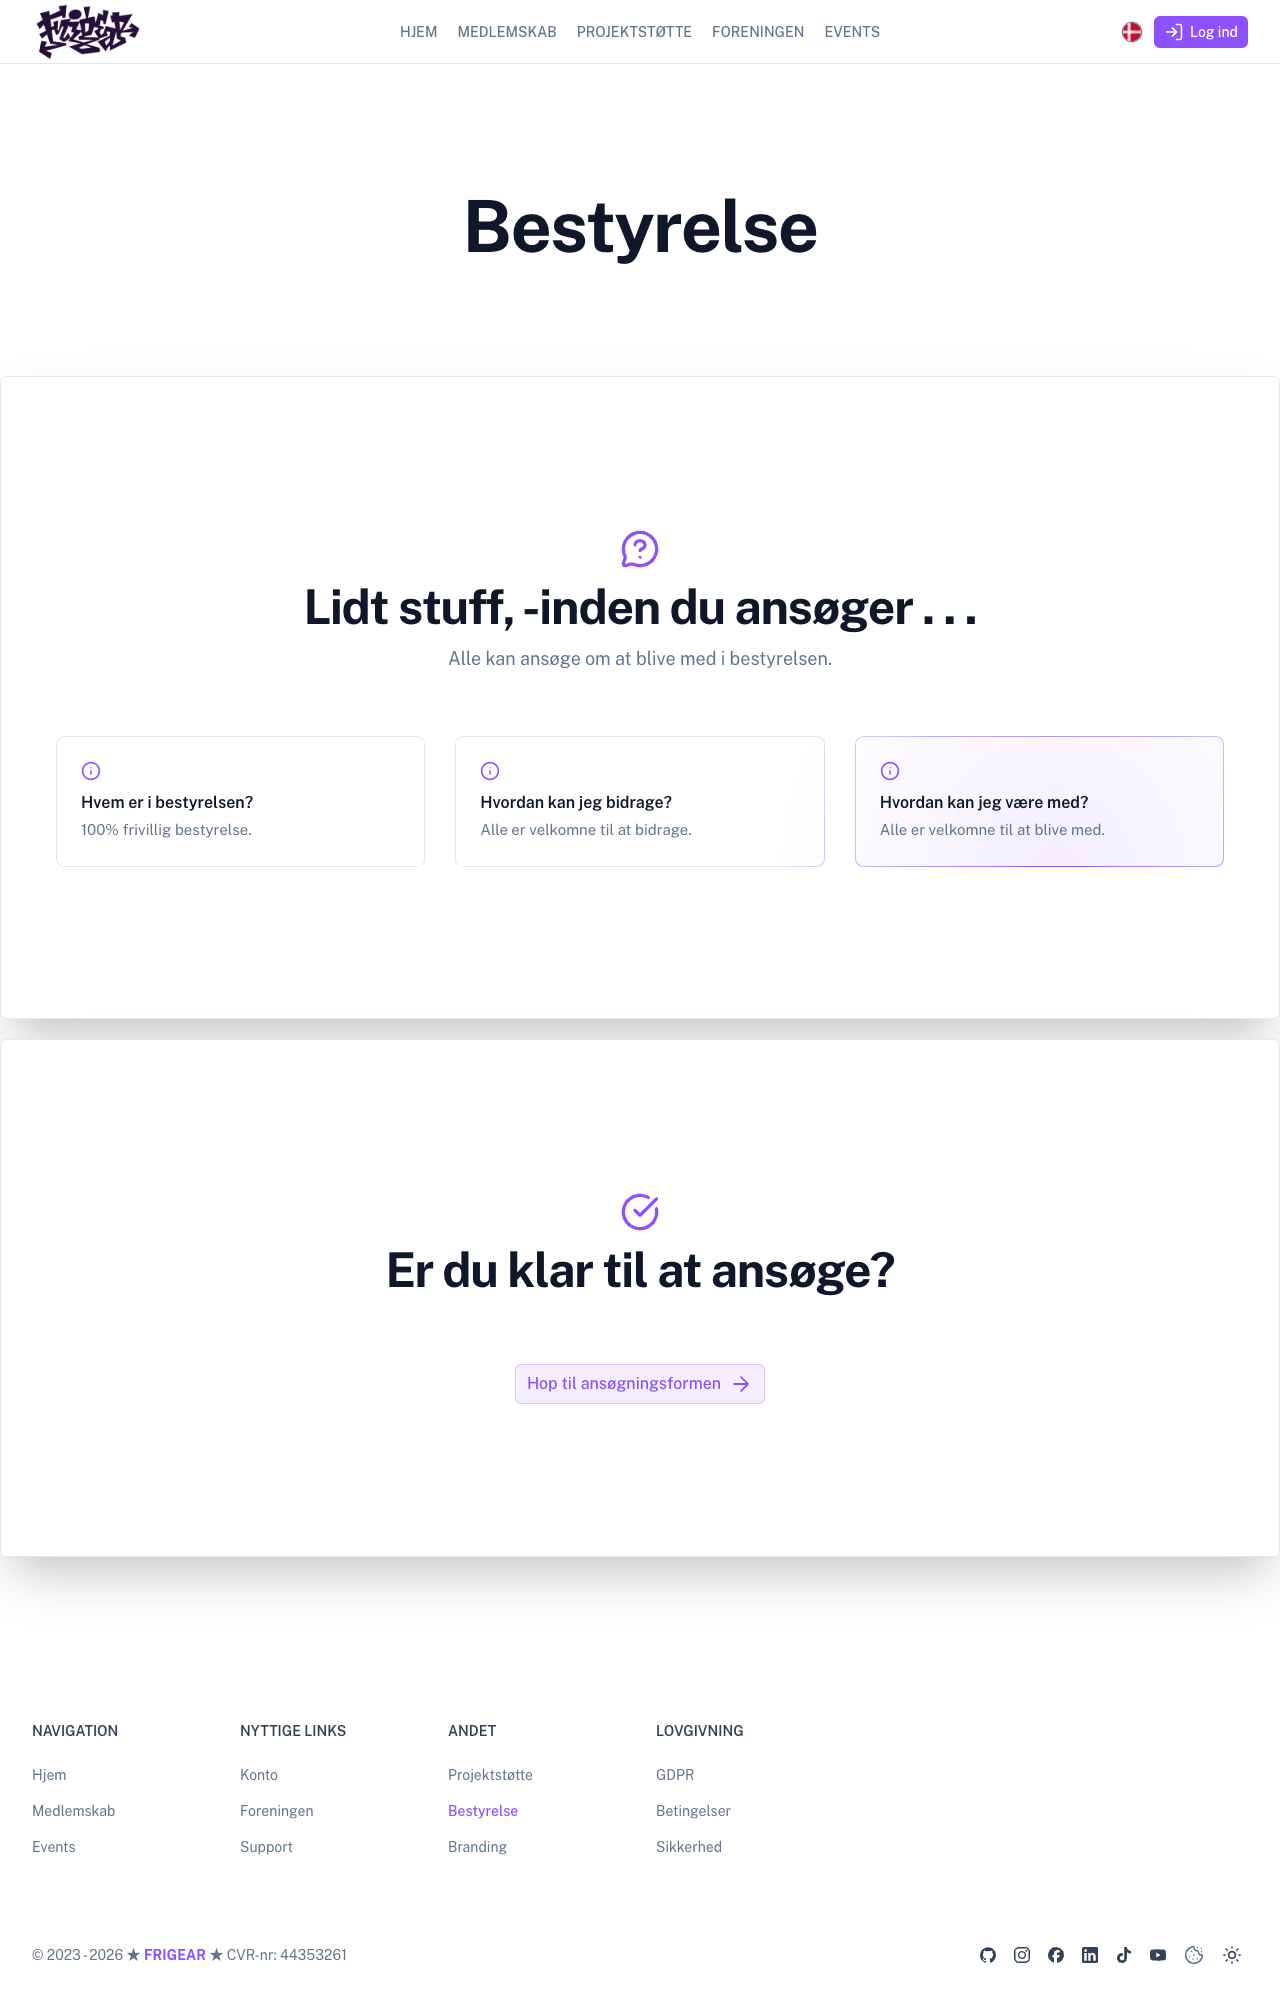 HJEM MEDLEMSKAB PROJEKTSTØTTE FORENINGEN EVENTS Log ind
Bestyrelse
Lidt stuff, -inden du ansøger . . .
Alle kan ansøge om at blive med i bestyrelsen.
Hvem er i bestyrelsen?
100% frivillig bestyrelse.
Hvordan kan jeg bidrage?
Alle er velkomne til at bidrage.
Hvordan kan jeg være med?
Alle er velkomne til at blive med.
Er du klar til at ansøge?
Hop til ansøgningsformen
NAVIGATION
Hjem
Medlemskab
Events
NYTTIGE LINKS
Konto
Foreningen
Support
ANDET
Projektstøtte
Bestyrelse
Branding
LOVGIVNING
GDPR
Betingelser
Sikkerhed
© 2023 - 2026 ★ FRIGEAR ★ CVR-nr: 44353261